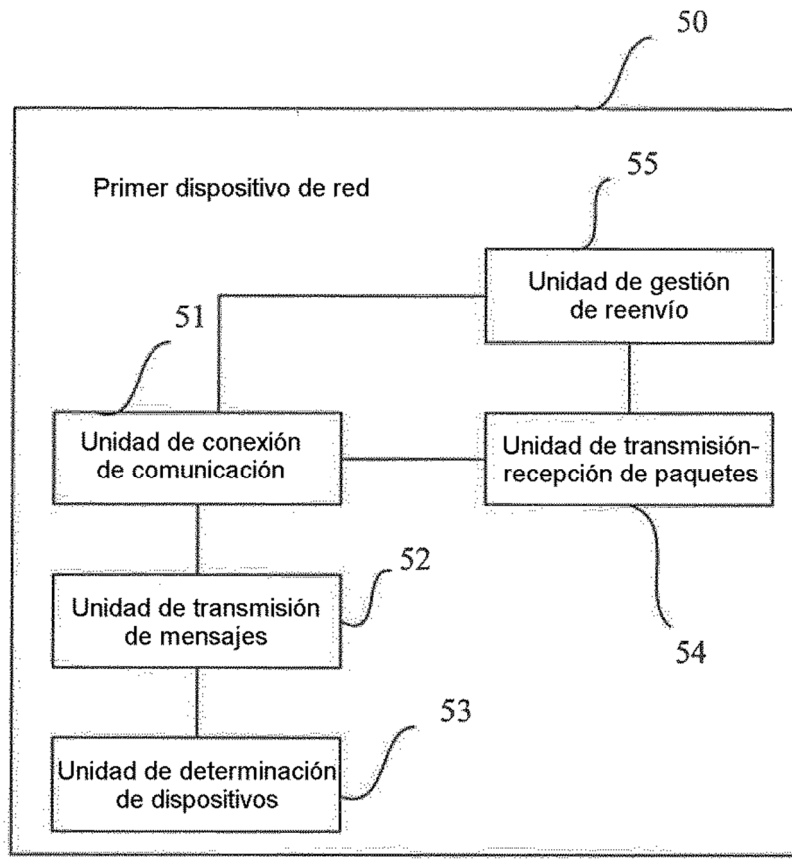 50
Primer dispositivo de red
55
Unidad de gestión
de reenvío
51
Unidad de conexión
de comunicación
Unidad de transmisión-
recepción de paquetes
52
Unidad de transmisión
de mensajes
54
53
Unidad de determinación
de dispositivos